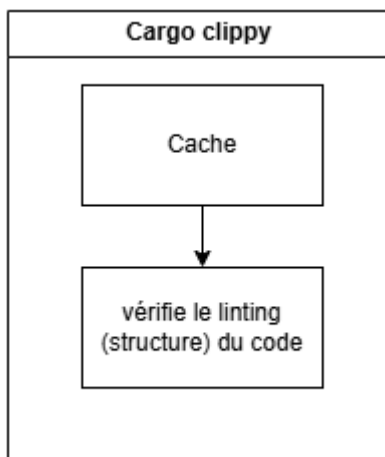 Cargo clippy
Cache
vérifie le linting
(structure) du code